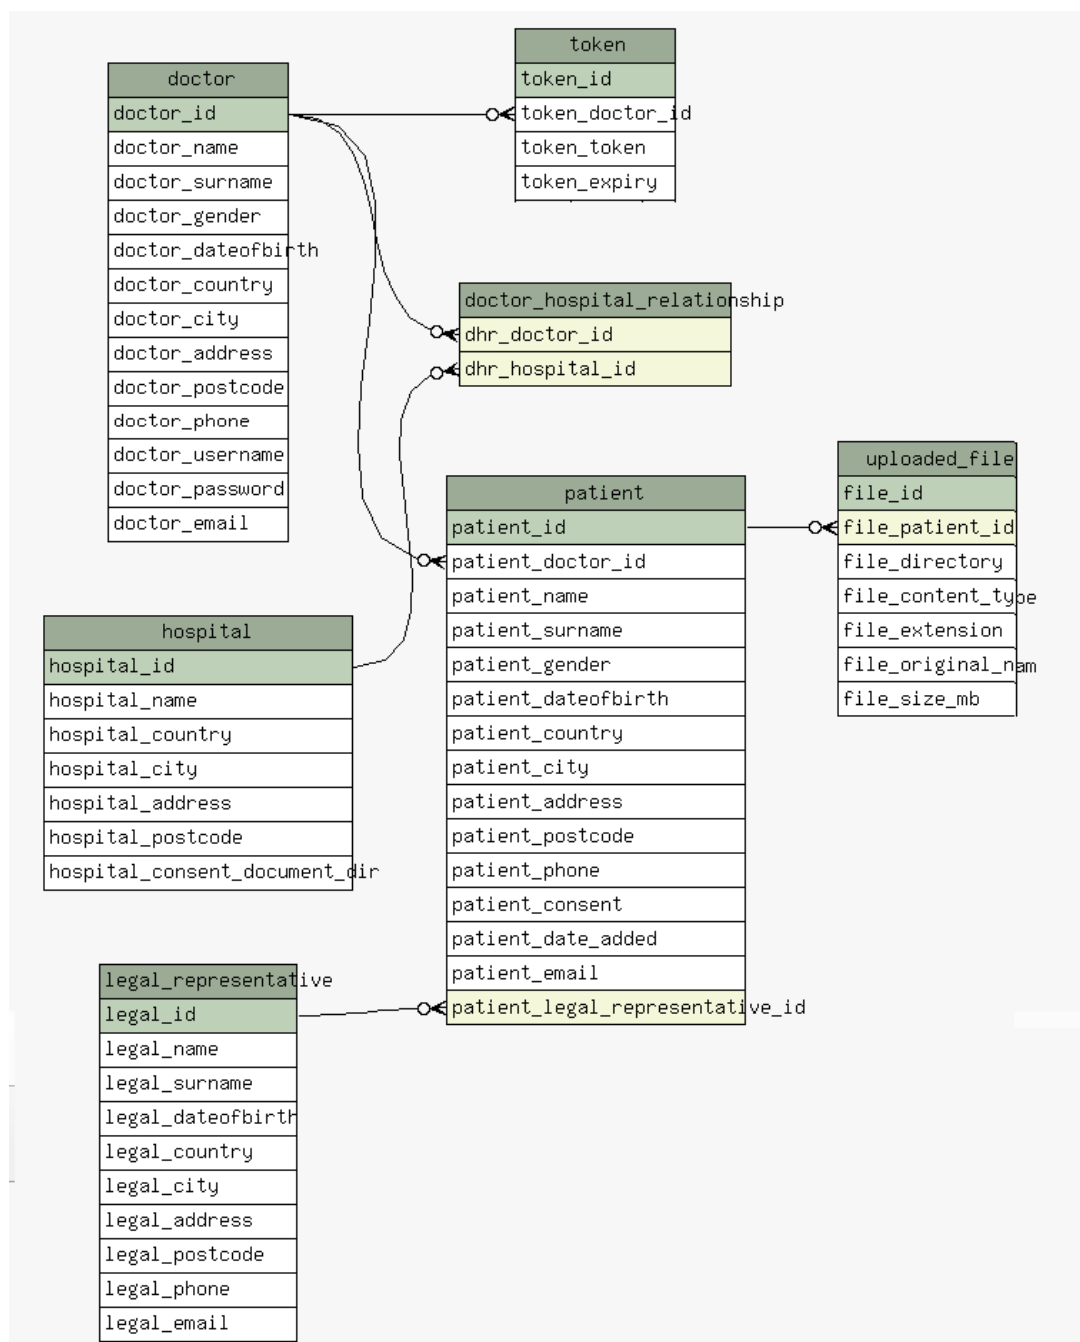 token
token_id
token_doctor_id
token_token
token_expiry
doctor
doctor_id
doctor_name
doctor_surname
doctor_gender
doctor_dateofbirth
doctor_country
doctor_city
doctor_address
doctor_postcode
doctor_phone
doctor_username
doctor_password
doctor_email
doctor_hospital_relationship
dhr_doctor_id
dhr_hospital_id
uploaded_file
file_id
file_patient_id
file_directory
file_content_type
file_extension
file_original_nam
file_size_mb
patient
patient_id
patient_doctor_id
patient_name
patient_surname
patient_gender
patient_dateofbirth
patient_country
patient_city
patient_address
patient_postcode
patient_phone
patient_consent
patient_date_added
patient_email
patient_legal_representative_id
hospital
hospital_id
hospital_name
hospital_country
hospital_city
hospital_address
hospital_postcode
hospital_consent_document_dir
legal_representative
legal_id
legal_name
legal_surname
legal_dateofbirth
legal_country
legal_city
legal_address
legal_postcode
legal_phone
legal_email